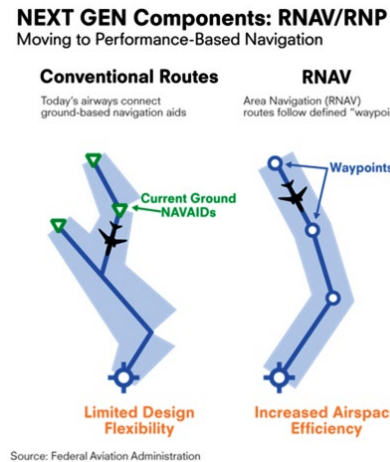 NEXT GEN Components: RNAV/RNP
Moving to Performance-Based Navigation
Conventional Routes
Today's airways connect
ground-based navigation aids
Current Ground
NAVAIDs
Limited Design
Flexibility
RNAV
Area Navigation (RNAV)
routes follow defined "waypoi
Waypoints
Increased Airspac
Efficiency
Source: Federal Aviation Administration